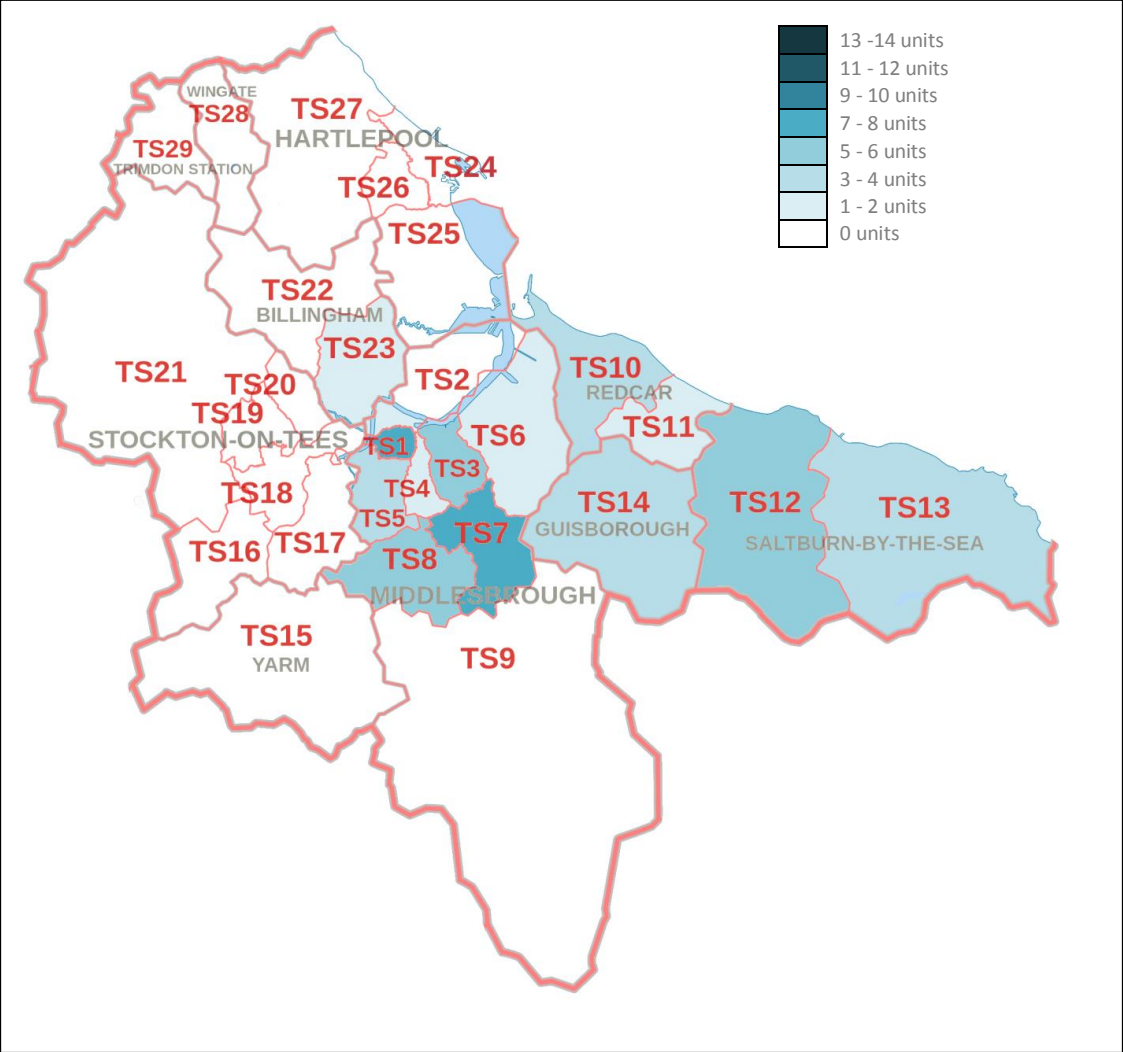 13 -14 units
11 - 12 units
9 - 10 units
7 - 8 units
5 - 6 units
3 - 4 units
1 - 2 units
0 units
WINGATE
TS28
TS27
HARTLEPOOL
TS29
TRIMDON STATION
TS24
TS26
TS25
TS22
BILLINGHAM
TS23
TS21
TS20
TS2
TS10
REDCAR
TS19
STOCKTON-ON-TEES
TS1
TS6
TS11
TS3
TS4
TS18
TS5
TS14
GUISBOROUGH
TS12
TS13
SALTBURN-BY-THE-SEA
TS16
TS17
TS7
TS8
MIDDLESBROUGH
TS15
YARM
TS9